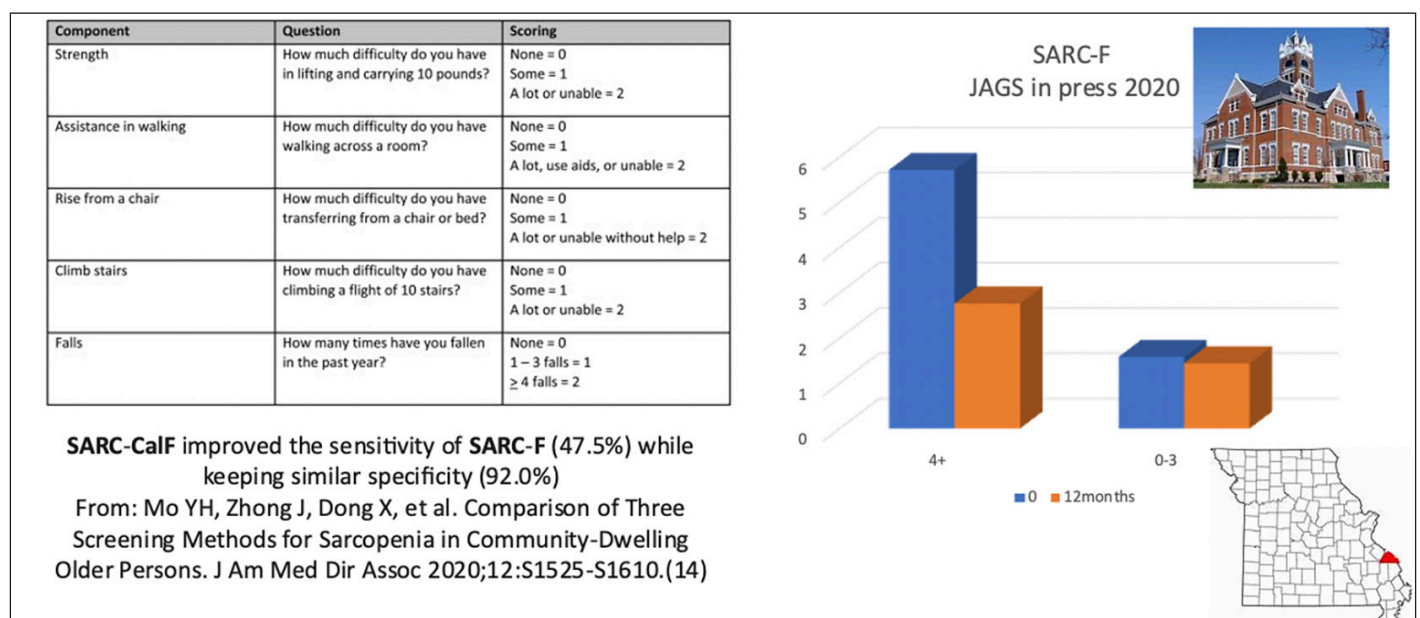 Component Question Scoring
Strength How much difficulty do you have None = 0
in lifting and carrying 10 pounds? Some = 1
A lot or unable = 2
Assistance in walking How much difficulty do you have None = 0
walking across a room? Some = 1
A lot, use aids, or unable = 2
Rise from a chair How much difficulty do you have None = 0
transferring from a chair or bed? Some = 1
A lot or unable without help = 2
Climb stairs How much difficulty do you have None = 0
climbing a flight of 10 stairs? Some = 1
A lot or unable = 2
Falls How many times have you fallen None = 0
in the past year? 1 – 3 falls = 1
≥ 4 falls = 2
SARC-CalF improved the sensitivity of SARC-F (47.5%) while
keeping similar specificity (92.0%)
From: Mo YH, Zhong J, Dong X, et al. Comparison of Three
Screening Methods for Sarcopenia in Community-Dwelling
Older Persons. J Am Med Dir Assoc 2020;12:S1525-S1610.(14)
SARC-F
JAGS in press 2020
6
5
4
3
2
1
0
4+ 0-3
0 12months